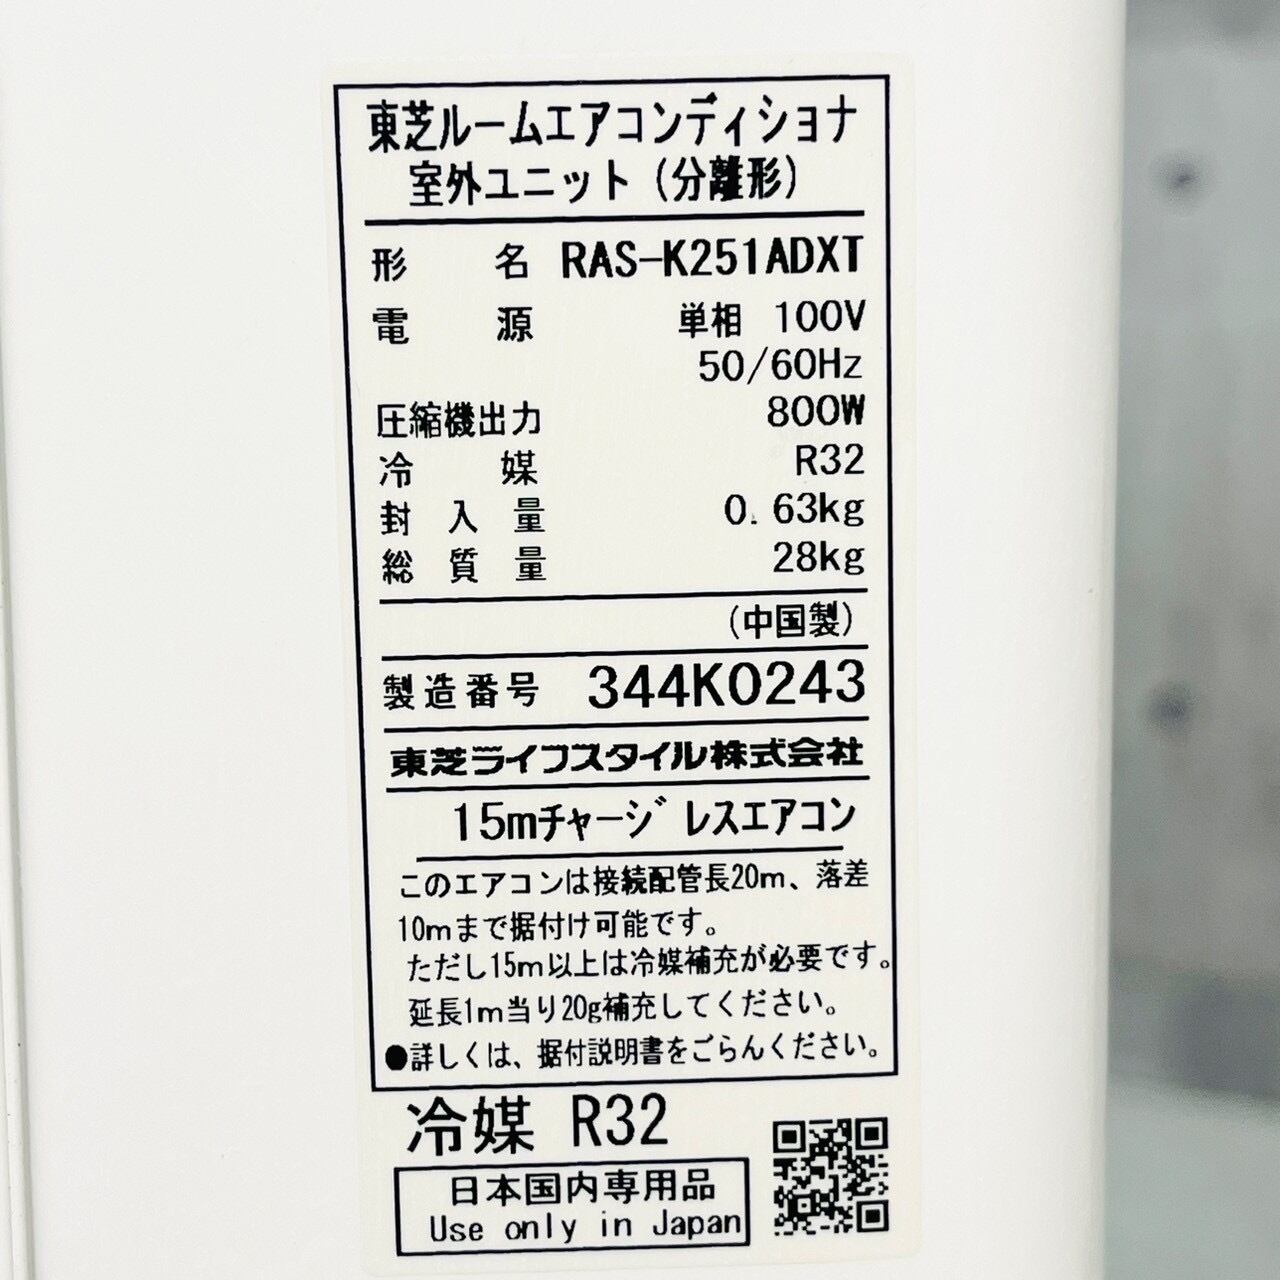 東芝ルームエアコンディショナ
室外ユニット（分離形）
形名 RAS-K251ADXT
電源 単相 100V
50/60Hz
圧縮機出力 800W
冷媒 R32
封入量 0.63kg
総質量 28kg
（中国製）
製造番号 344K0243
東芝ライフスタイル株式会社
15mチャージレスエアコン
このエアコンは接続配管長20m、落差
10mまで据付け可能です。
ただし15m以上は冷媒補充が必要です。
延長1m当り20g補充してください。
●詳しくは、据付説明書をごらんください。
冷媒 R32
日本国内専用品
Use only in Japan